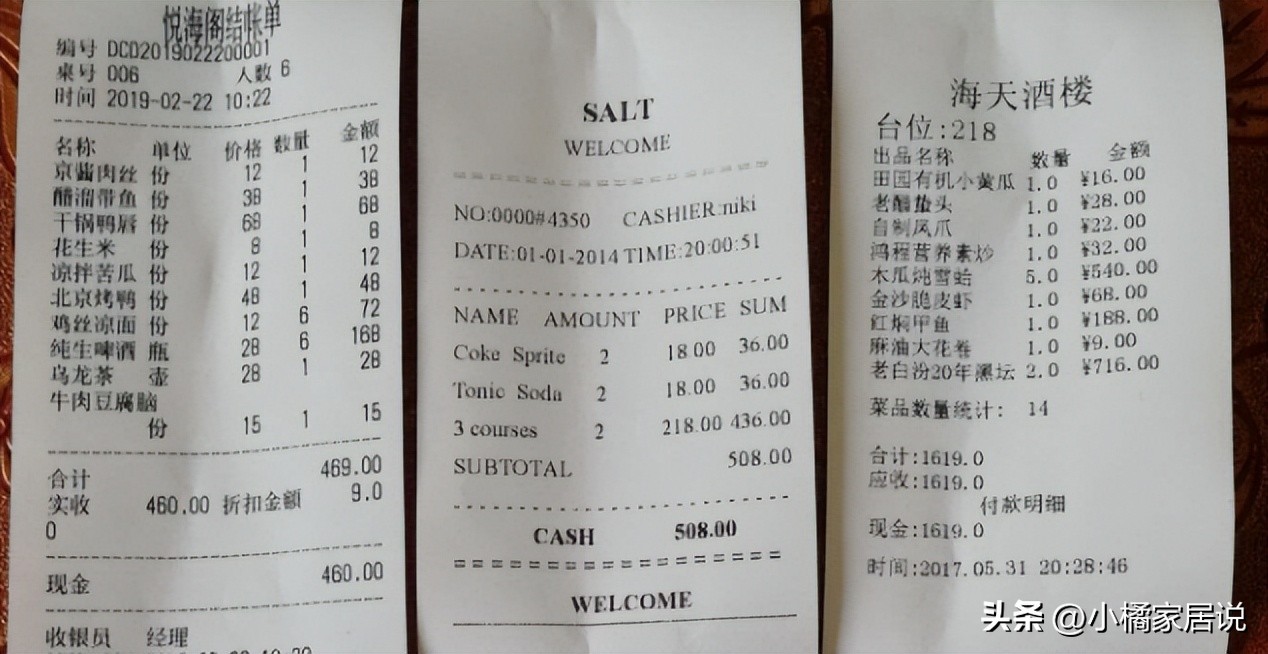 悦海阁结帐单
编号 DCD2019022200001
桌号 006 人数 6
时间 2019-02-22 10:22
名称 单位 价格 数量 金额
京酱肉丝 份 12 1 12
醋溜带鱼 份 38 1 38
干锅鸭唇 份 68 1 68
花生米 份 8 1 8
凉拌苦瓜 份 12 1 12
北京烤鸭 份 48 1 48
鸡丝凉面 份 12 6 72
纯生啤酒 瓶 28 6 168
乌龙茶 壶 28 1 28
牛肉豆腐脑
份 15 1 15
合计 469.00
实收 460.00 折扣金额 9.0
0
现金 460.00
收银员 经理
SALT
WELCOME
NO:0000#4350 CASHIER:niki
DATE:01-01-2014 TIME:20:00:51
NAME AMOUNT PRICE SUM
Coke Sprite 2 18.00 36.00
Tonic Soda 2 18.00 36.00
3 courses 2 218.00 436.00
SUBTOTAL 508.00
CASH 508.00
WELCOME
海天酒楼
台位:218
出品名称 数量 金额
田园有机小黄瓜 1.0 ¥16.00
老醋蛰头 1.0 ¥28.00
自制凤爪 1.0 ¥22.00
鸿程营养素炒 1.0 ¥32.00
木瓜炖雪蛤 5.0 ¥540.00
金沙脆皮虾 1.0 ¥68.00
红焖甲鱼 1.0 ¥188.00
麻油大花卷 1.0 ¥9.00
老白汾20年黑坛 2.0 ¥716.00
菜品数量统计: 14
合计:1619.0
应收:1619.0
付款明细
现金:1619.0
时间:2017.05.31 20:28:46
头条 @小橘家居说